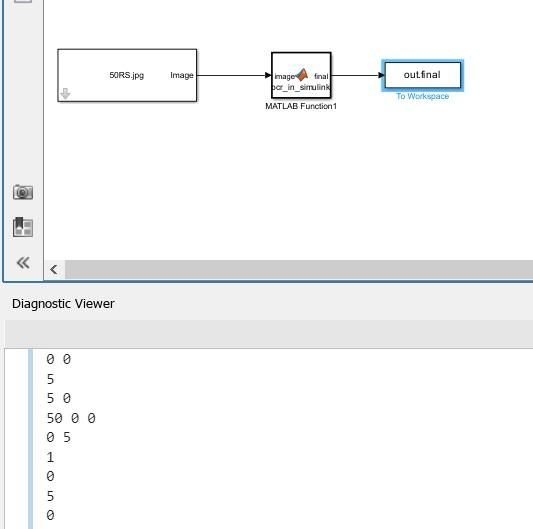 50RS.jpg Image
image final
ocr_in_simulink
MATLAB Function1
out.final
To Workspace
Diagnostic Viewer
0 0
5
5 0
50 0 0
0 5
1
0
5
0